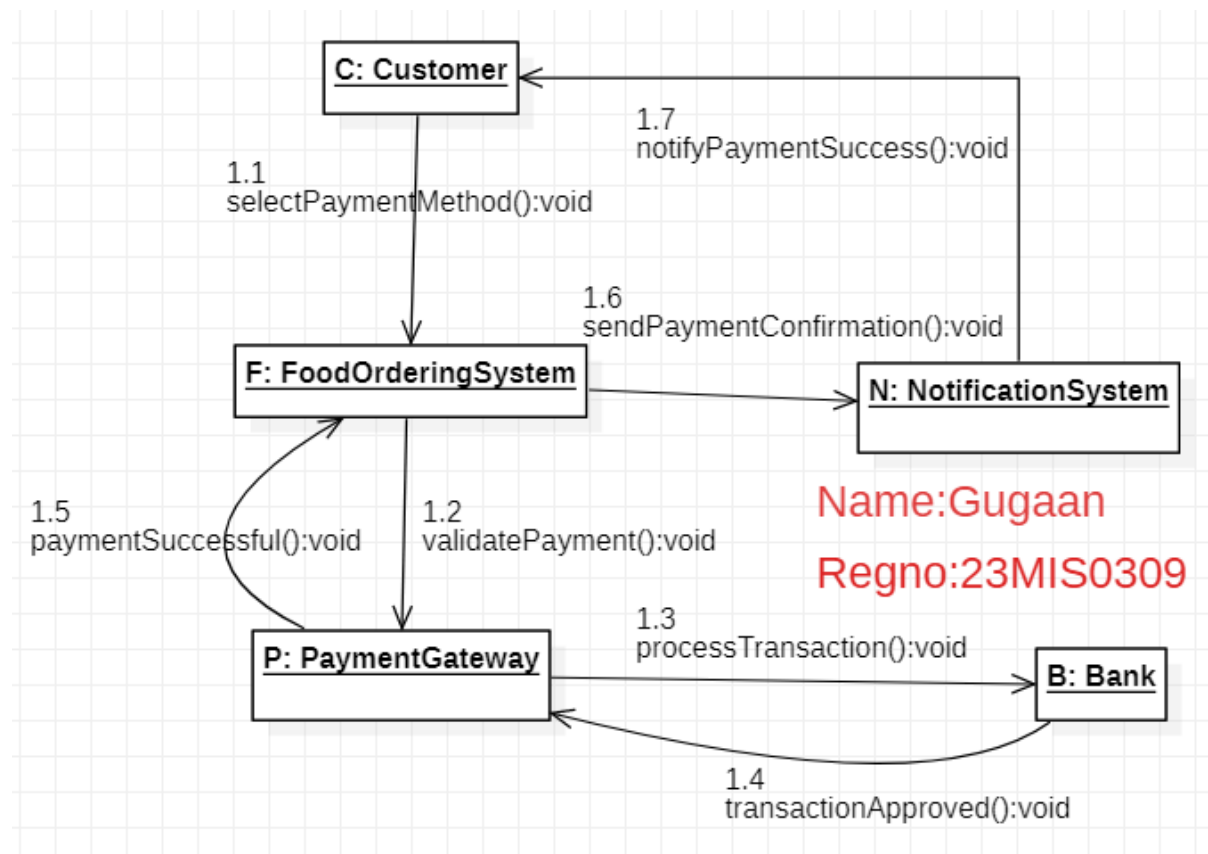 C: Customer
1.7
notifyPaymentSuccess():void
1.1
selectPaymentMethod():void
1.6
sendPaymentConfirmation():void
F: FoodOrderingSystem
N: NotificationSystem
Name:Gugaan
1.5
paymentSuccessful():void
1.2
validatePayment():void
Regno:23MIS0309
1.3
processTransaction():void
P: PaymentGateway
B: Bank
1.4
transactionApproved():void